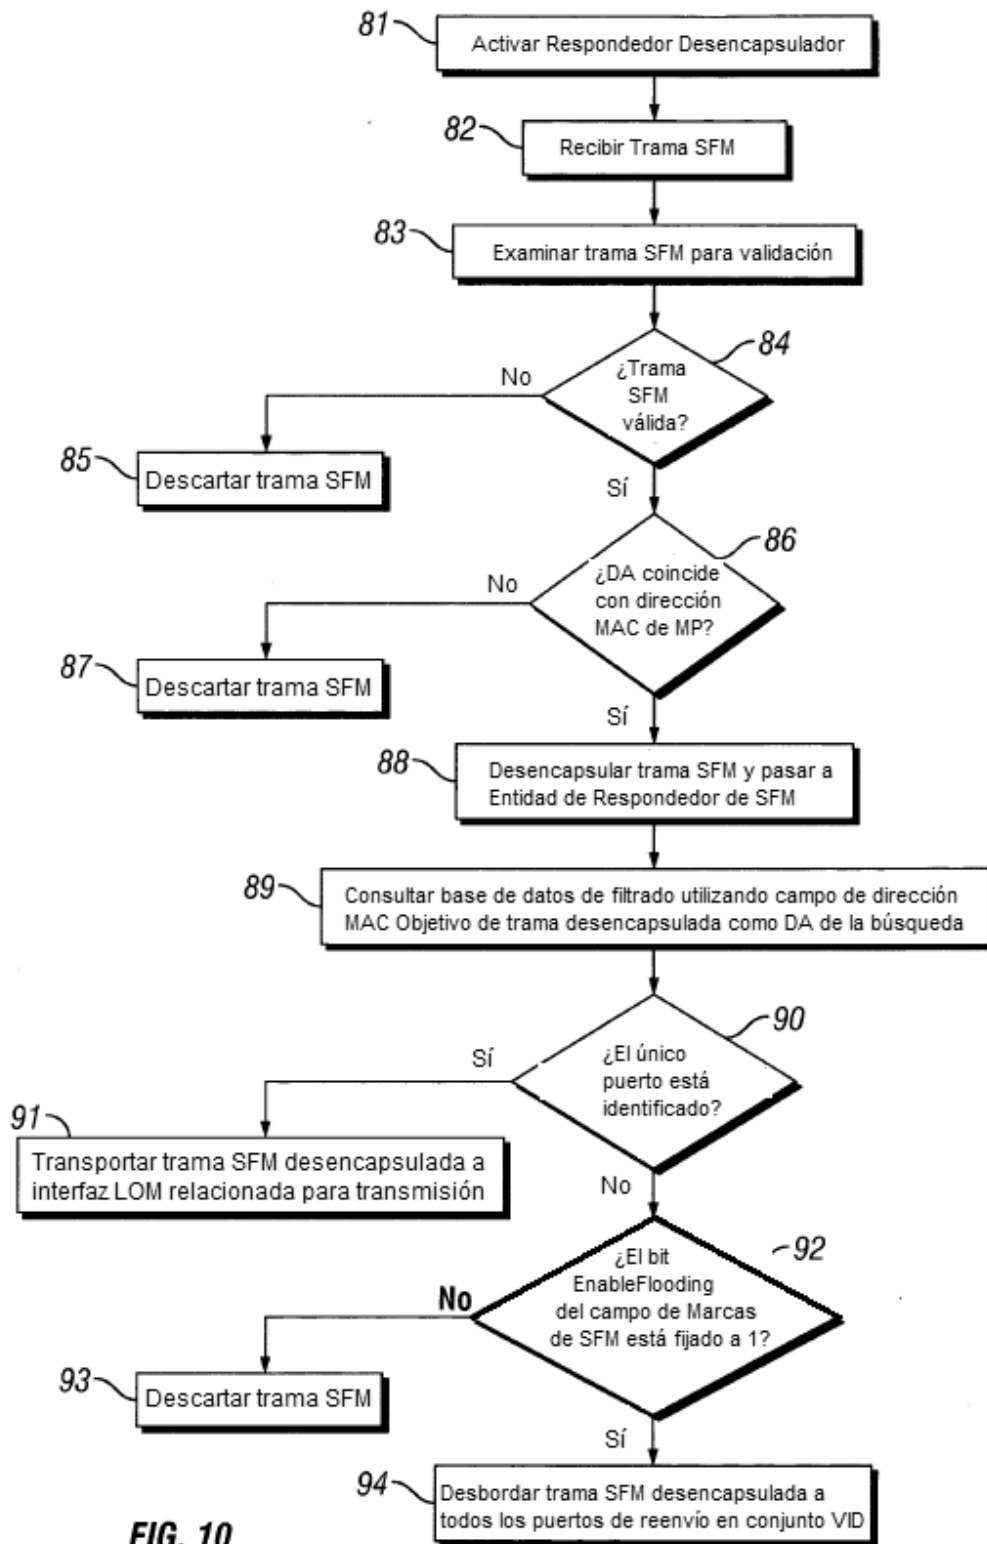 81
Activar Respondedor Desencapsulador
82
Recibir Trama SFM
83
Examinar trama SFM para validación
84
¿Trama
SFM
válida?
No
85
Descartar trama SFM
Sí
86
¿DA coincide
con dirección
MAC de MP?
No
87
Descartar trama SFM
Sí
88
Desencapsular trama SFM y pasar a
Entidad de Respondedor de SFM
89
Consultar base de datos de filtrado utilizando campo de dirección
MAC Objetivo de trama desencapsulada como DA de la búsqueda
90
¿El único
puerto está
identificado?
Sí
91
Transportar trama SFM desencapsulada a
interfaz LOM relacionada para transmisión
No
92
¿El bit
EnableFlooding
del campo de Marcas
de SFM está fijado a 1?
No
93
Descartar trama SFM
Sí
94
Desbordar trama SFM desencapsulada a
todos los puertos de reenvío en conjunto VID
FIG. 10